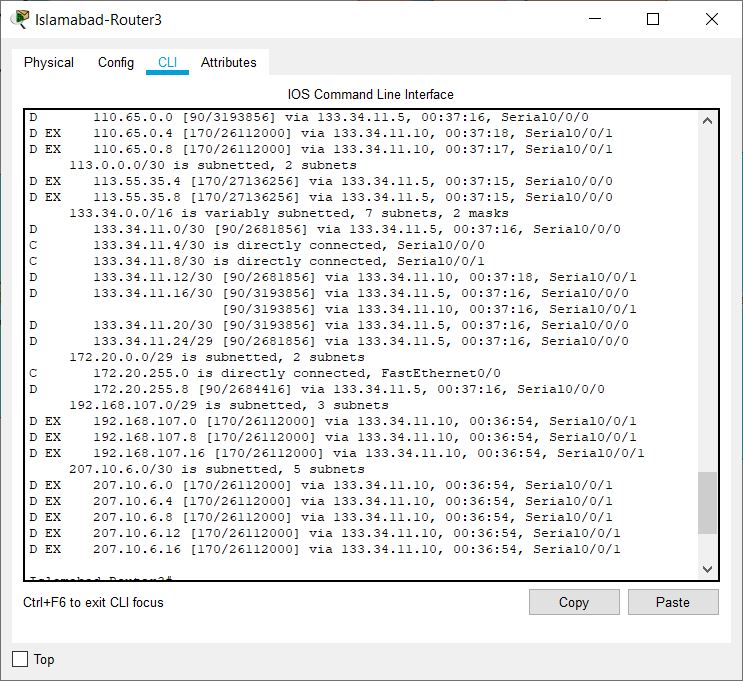 Islamabad-Router3
Physical Config CLI Attributes
IOS Command Line Interface
D       110.65.0.0 [90/3193856] via 133.34.11.5, 00:37:16, Serial0/0/0
D EX    110.65.0.4 [170/26112000] via 133.34.11.10, 00:37:18, Serial0/0/1
D EX    110.65.0.8 [170/26112000] via 133.34.11.10, 00:37:17, Serial0/0/1
     113.0.0.0/30 is subnetted, 2 subnets
D EX    113.55.35.4 [170/27136256] via 133.34.11.5, 00:37:15, Serial0/0/0
D EX    113.55.35.8 [170/27136256] via 133.34.11.5, 00:37:15, Serial0/0/0
     133.34.0.0/16 is variably subnetted, 7 subnets, 2 masks
D       133.34.11.0/30 [90/2681856] via 133.34.11.5, 00:37:16, Serial0/0/0
C       133.34.11.4/30 is directly connected, Serial0/0/0
C       133.34.11.8/30 is directly connected, Serial0/0/1
D       133.34.11.12/30 [90/2681856] via 133.34.11.10, 00:37:18, Serial0/0/1
D       133.34.11.16/30 [90/3193856] via 133.34.11.5, 00:37:16, Serial0/0/0
                        [90/3193856] via 133.34.11.10, 00:37:16, Serial0/0/1
D       133.34.11.20/30 [90/3193856] via 133.34.11.5, 00:37:16, Serial0/0/0
D       133.34.11.24/29 [90/2681856] via 133.34.11.5, 00:37:16, Serial0/0/0
     172.20.0.0/29 is subnetted, 2 subnets
C       172.20.255.0 is directly connected, FastEthernet0/0
D       172.20.255.8 [90/2684416] via 133.34.11.5, 00:37:16, Serial0/0/0
     192.168.107.0/29 is subnetted, 3 subnets
D EX    192.168.107.0 [170/26112000] via 133.34.11.10, 00:36:54, Serial0/0/1
D EX    192.168.107.8 [170/26112000] via 133.34.11.10, 00:36:54, Serial0/0/1
D EX    192.168.107.16 [170/26112000] via 133.34.11.10, 00:36:54, Serial0/0/1
     207.10.6.0/30 is subnetted, 5 subnets
D EX    207.10.6.0 [170/26112000] via 133.34.11.10, 00:36:54, Serial0/0/1
D EX    207.10.6.4 [170/26112000] via 133.34.11.10, 00:36:54, Serial0/0/1
D EX    207.10.6.8 [170/26112000] via 133.34.11.10, 00:36:54, Serial0/0/1
D EX    207.10.6.12 [170/26112000] via 133.34.11.10, 00:36:54, Serial0/0/1
D EX    207.10.6.16 [170/26112000] via 133.34.11.10, 00:36:54, Serial0/0/1
Islamabad-Router3#
Ctrl+F6 to exit CLI focus
Copy Paste
Top